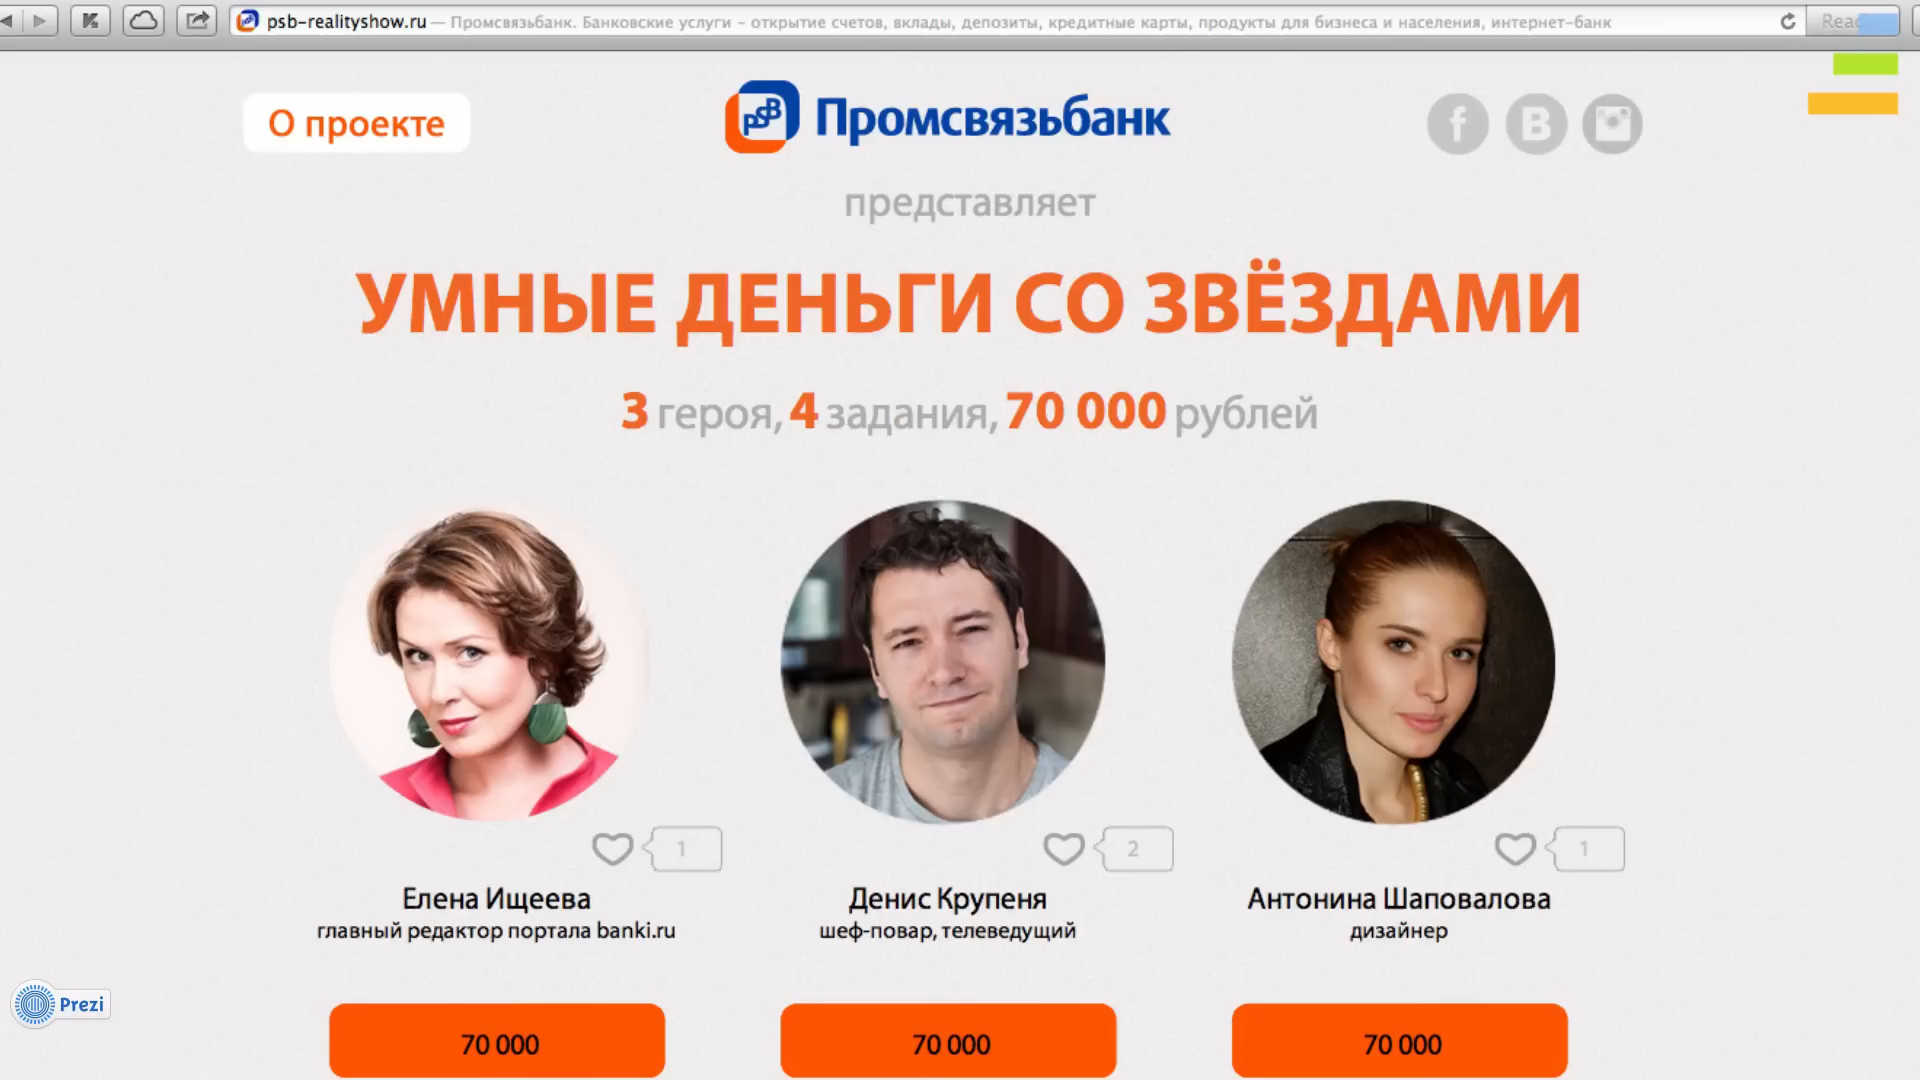 psb-realityshow.ru — Промсвязьбанк. Банковские услуги – открытие счетов, вклады, депозиты, кредитные карты, продукты для бизнеса и населения, интернет-банк
О проекте
PSB Промсвязьбанк
представляет
УМНЫЕ ДЕНЬГИ СО ЗВЁЗДАМИ
3 героя, 4 задания, 70 000 рублей
1
2
1
Елена Ищеева
главный редактор портала banki.ru
Денис Крупеня
шеф-повар, телеведущий
Антонина Шаповалова
дизайнер
Prezi
70 000
70 000
70 000